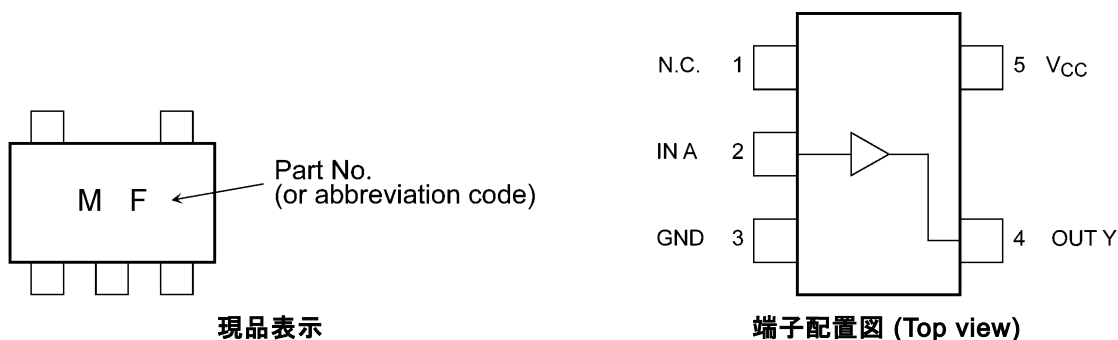 M F
Part No.
(or abbreviation code)
現品表示
N.C. 1
5 VCC
IN A 2
GND 3
4 OUT Y
端子配置図 (Top view)